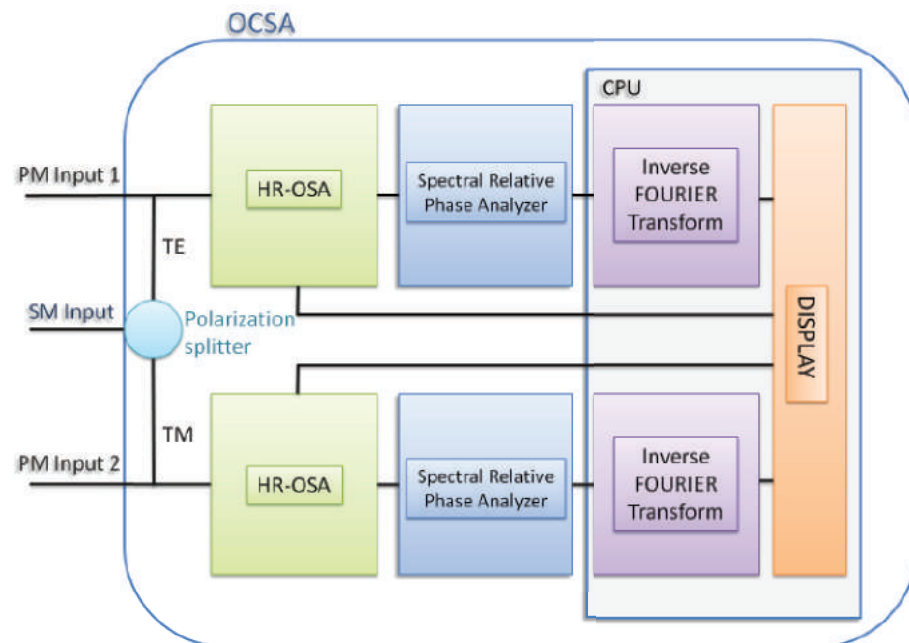 OCSA
CPU
PM Input 1
HR-OSA
Spectral Relative
Phase Analyzer
Inverse
FOURIER
Transform
TE
SM Input
Polarization
splitter
DISPLAY
TM
PM Input 2
HR-OSA
Spectral Relative
Phase Analyzer
Inverse
FOURIER
Transform